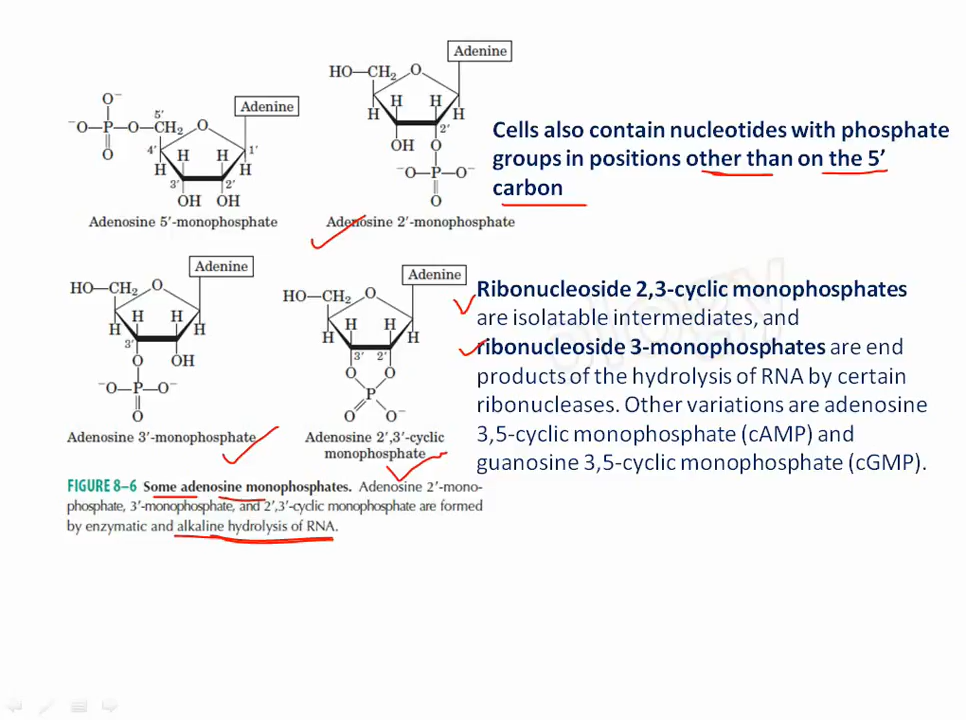 Adenine
HO—CH2 O
H H
H H
2′
OH O
⁻O—P—O⁻
O
Adenosine 2′-monophosphate
O⁻
⁻O—P—O—CH2 O
O
5′
Adenine
4′ 1′
H H
H H
3′ 2′
OH OH
Adenosine 5′-monophosphate
Cells also contain nucleotides with phosphate
groups in positions other than on the 5′
carbon
Adenine
HO—CH2 O
H H
H H
3′
O OH
⁻O—P—O⁻
O
Adenosine 3′-monophosphate
Adenine
HO—CH2 O
H H
H H
3′ 2′
O O
P
O O⁻
Adenosine 2′,3′-cyclic
monophosphate
Ribonucleoside 2,3-cyclic monophosphates
are isolatable intermediates, and
ribonucleoside 3-monophosphates are end
products of the hydrolysis of RNA by certain
ribonucleases. Other variations are adenosine
3,5-cyclic monophosphate (cAMP) and
guanosine 3,5-cyclic monophosphate (cGMP).
FIGURE 8–6 Some adenosine monophosphates. Adenosine 2′-mono-
phosphate, 3′-monophosphate, and 2′,3′-cyclic monophosphate are formed
by enzymatic and alkaline hydrolysis of RNA.